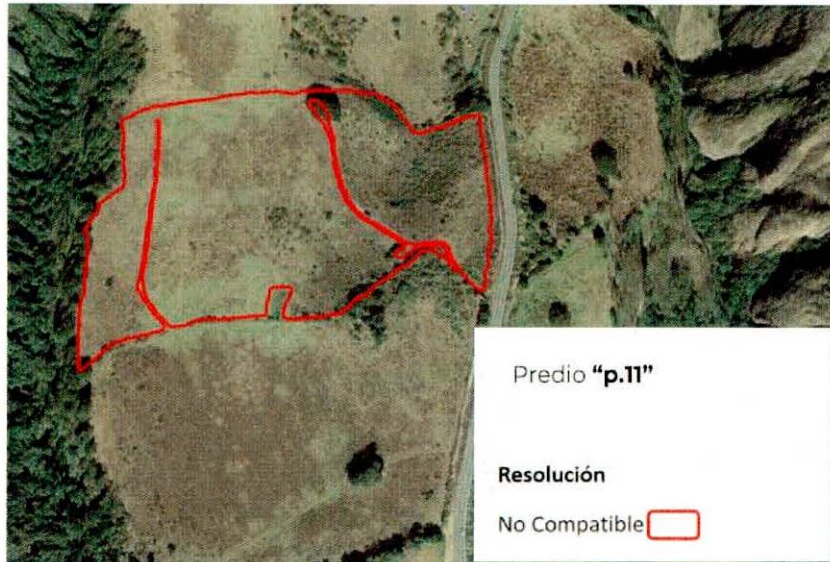 Predio “p.11”
Resolución
No Compatible